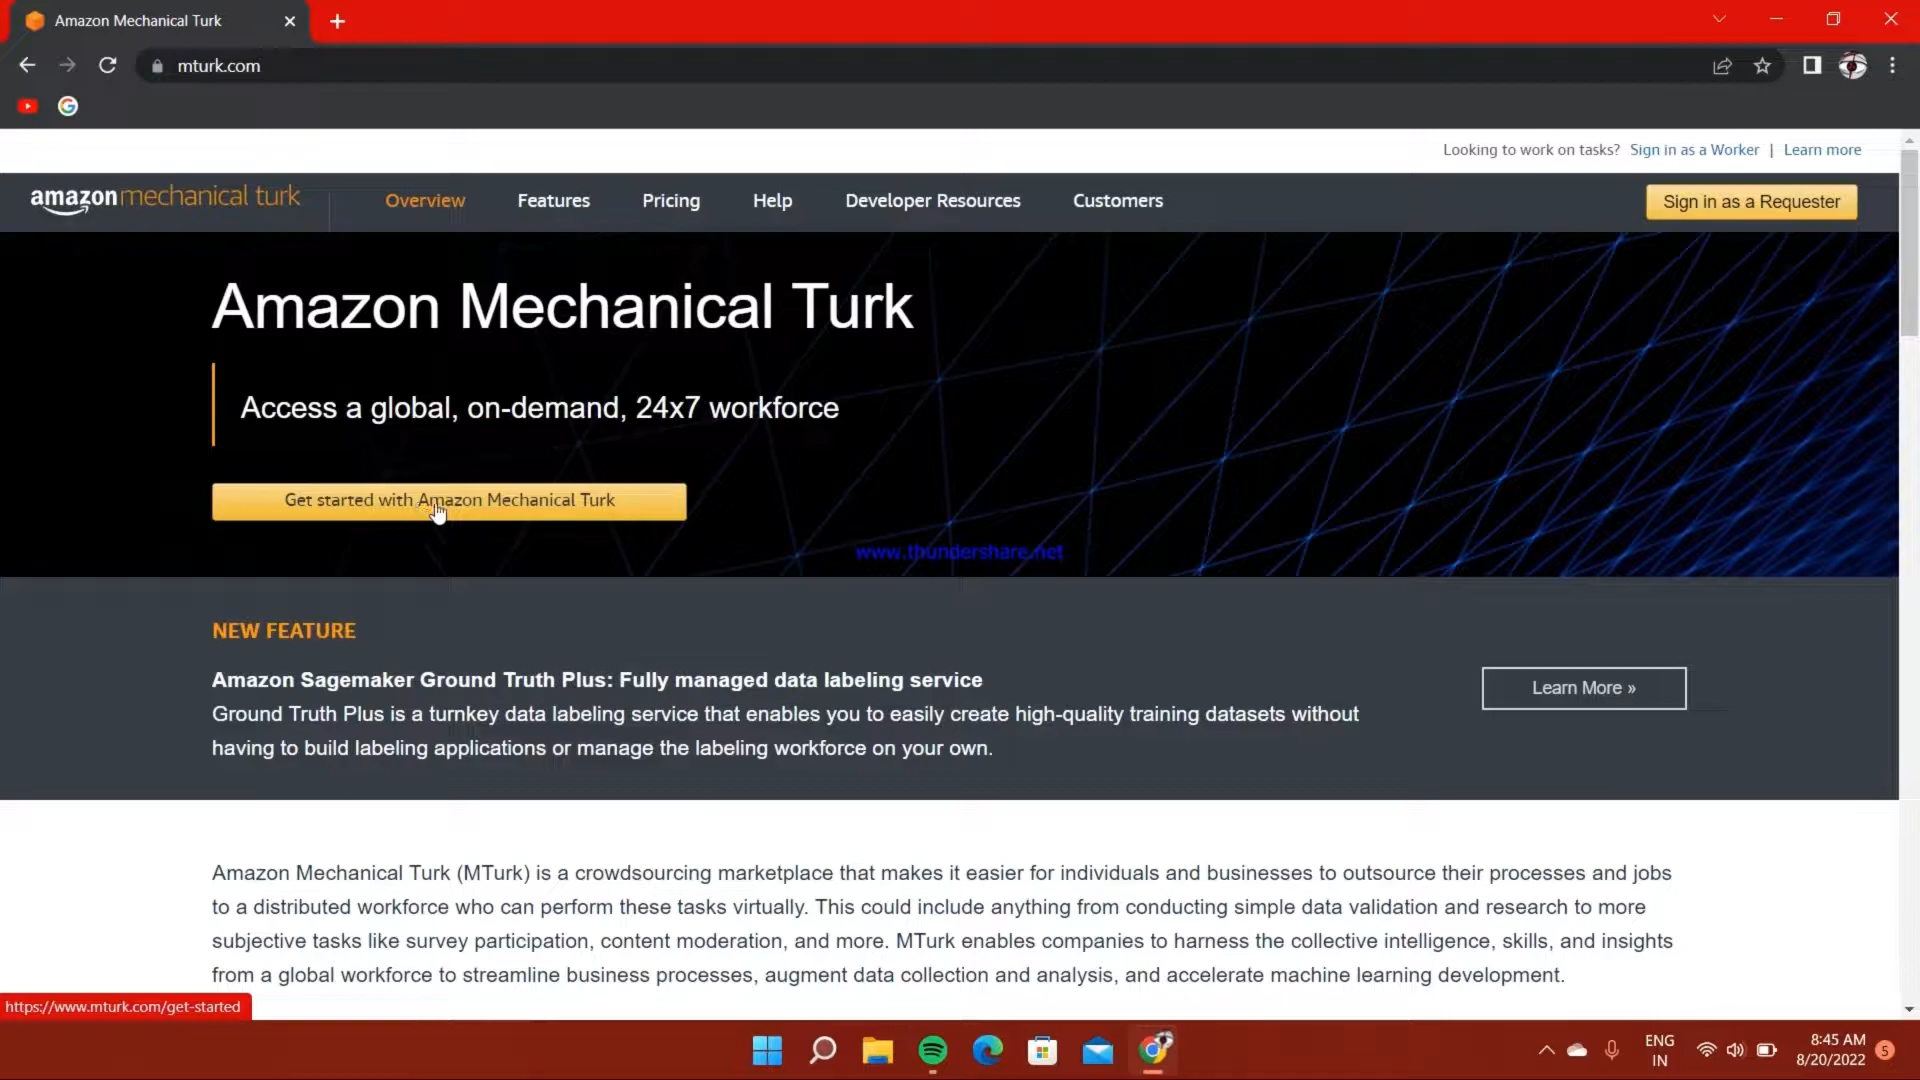 Amazon Mechanical Turk
mturk.com
Looking to work on tasks? Sign in as a Worker | Learn more
amazon mechanical turk
Overview Features Pricing Help Developer Resources Customers
Sign in as a Requester
Amazon Mechanical Turk
Access a global, on-demand, 24x7 workforce
Get started with Amazon Mechanical Turk
www.thundershare.net
NEW FEATURE
Amazon Sagemaker Ground Truth Plus: Fully managed data labeling service
Ground Truth Plus is a turnkey data labeling service that enables you to easily create high-quality training datasets without
having to build labeling applications or manage the labeling workforce on your own.
Learn More »
Amazon Mechanical Turk (MTurk) is a crowdsourcing marketplace that makes it easier for individuals and businesses to outsource their processes and jobs
to a distributed workforce who can perform these tasks virtually. This could include anything from conducting simple data validation and research to more
subjective tasks like survey participation, content moderation, and more. MTurk enables companies to harness the collective intelligence, skills, and insights
from a global workforce to streamline business processes, augment data collection and analysis, and accelerate machine learning development.
https://www.mturk.com/get-started
ENG
IN
8:45 AM
8/20/2022
5